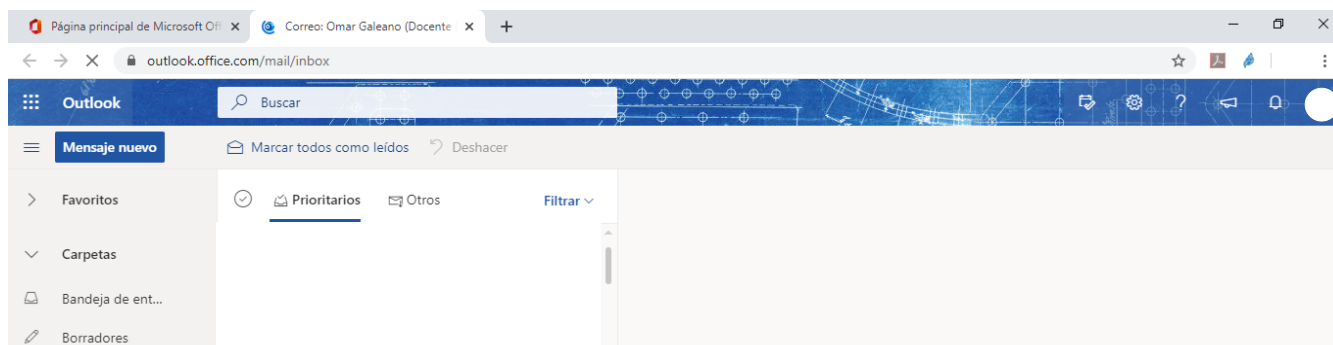 Página principal de Microsoft Off
Correo: Omar Galeano (Docente
outlook.office.com/mail/inbox
Outlook
Buscar
Mensaje nuevo
Marcar todos como leídos
Deshacer
Favoritos
Prioritarios
Otros
Filtrar
Carpetas
Bandeja de ent...
Borradores